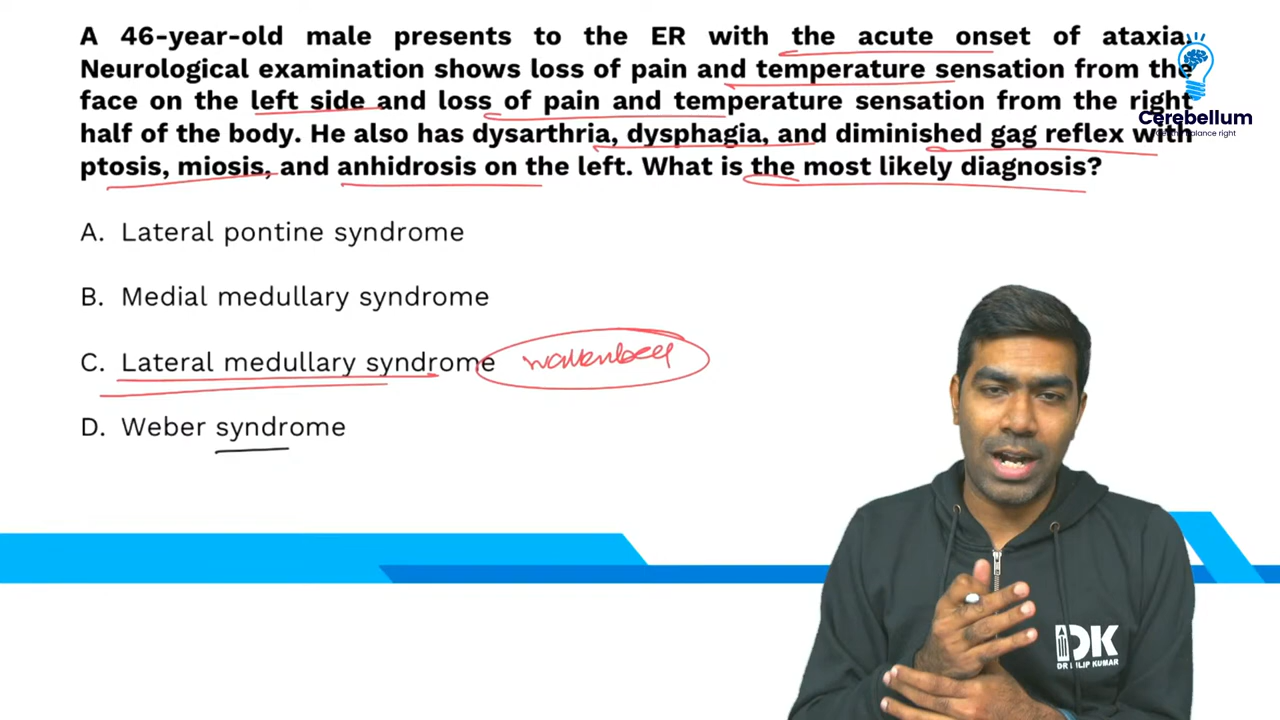 A 46-year-old male presents to the ER with the acute onset of ataxia.
Neurological examination shows loss of pain and temperature sensation from the
face on the left side and loss of pain and temperature sensation from the right
half of the body. He also has dysarthria, dysphagia, and diminished gag reflex with
ptosis, miosis, and anhidrosis on the left. What is the most likely diagnosis?
Cerebellum
A. Lateral pontine syndrome
B. Medial medullary syndrome
C. Lateral medullary syndrome
D. Weber syndrome
DK